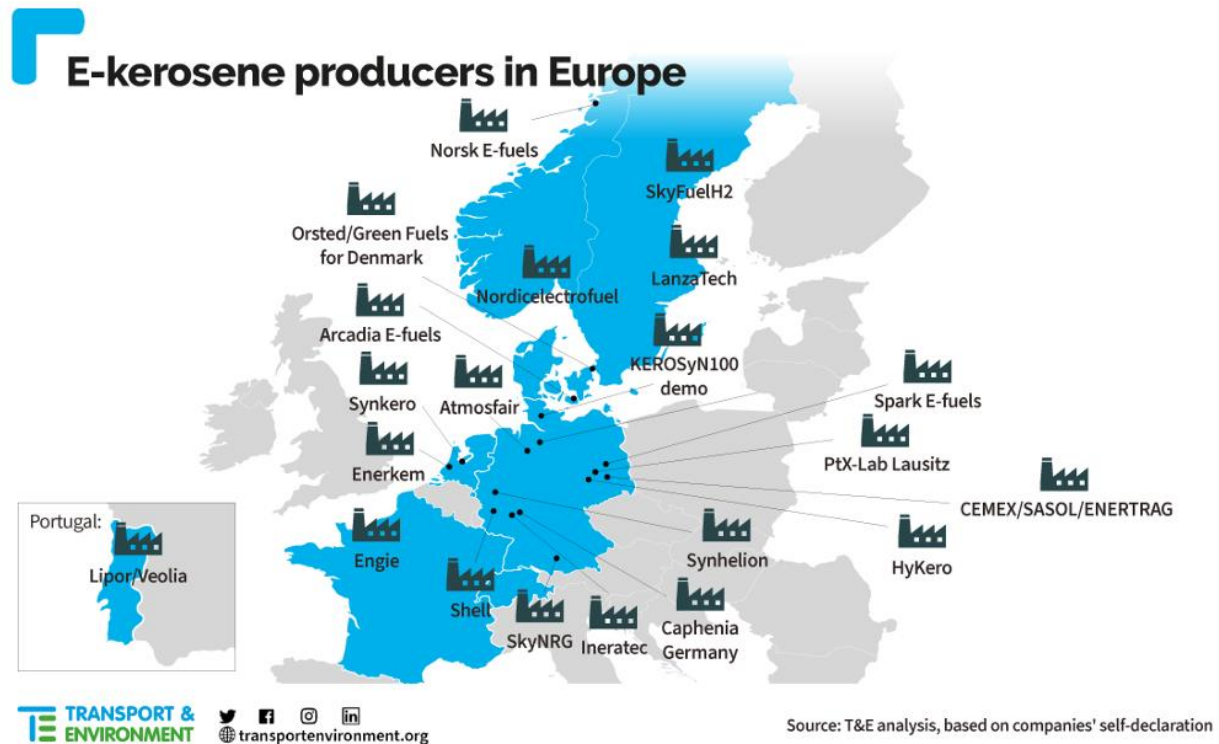 E-kerosene producers in Europe
Norsk E-fuels
SkyFuelH2
Orsted/Green Fuels
for Denmark
LanzaTech
Nordicelectrofuel
Arcadia E-fuels
KEROSyN100
demo
Synkero
Atmosfair
Spark E-fuels
Enerkem
PtX-Lab Lausitz
CEMEX/SASOL/ENERTRAG
Portugal:
Lipor/Veolia
Engie
Synhelion
HyKero
Shell
SkyNRG
Ineratec
Caphenia
Germany
TRANSPORT &
ENVIRONMENT
transportenvironment.org
Source: T&E analysis, based on companies' self-declaration